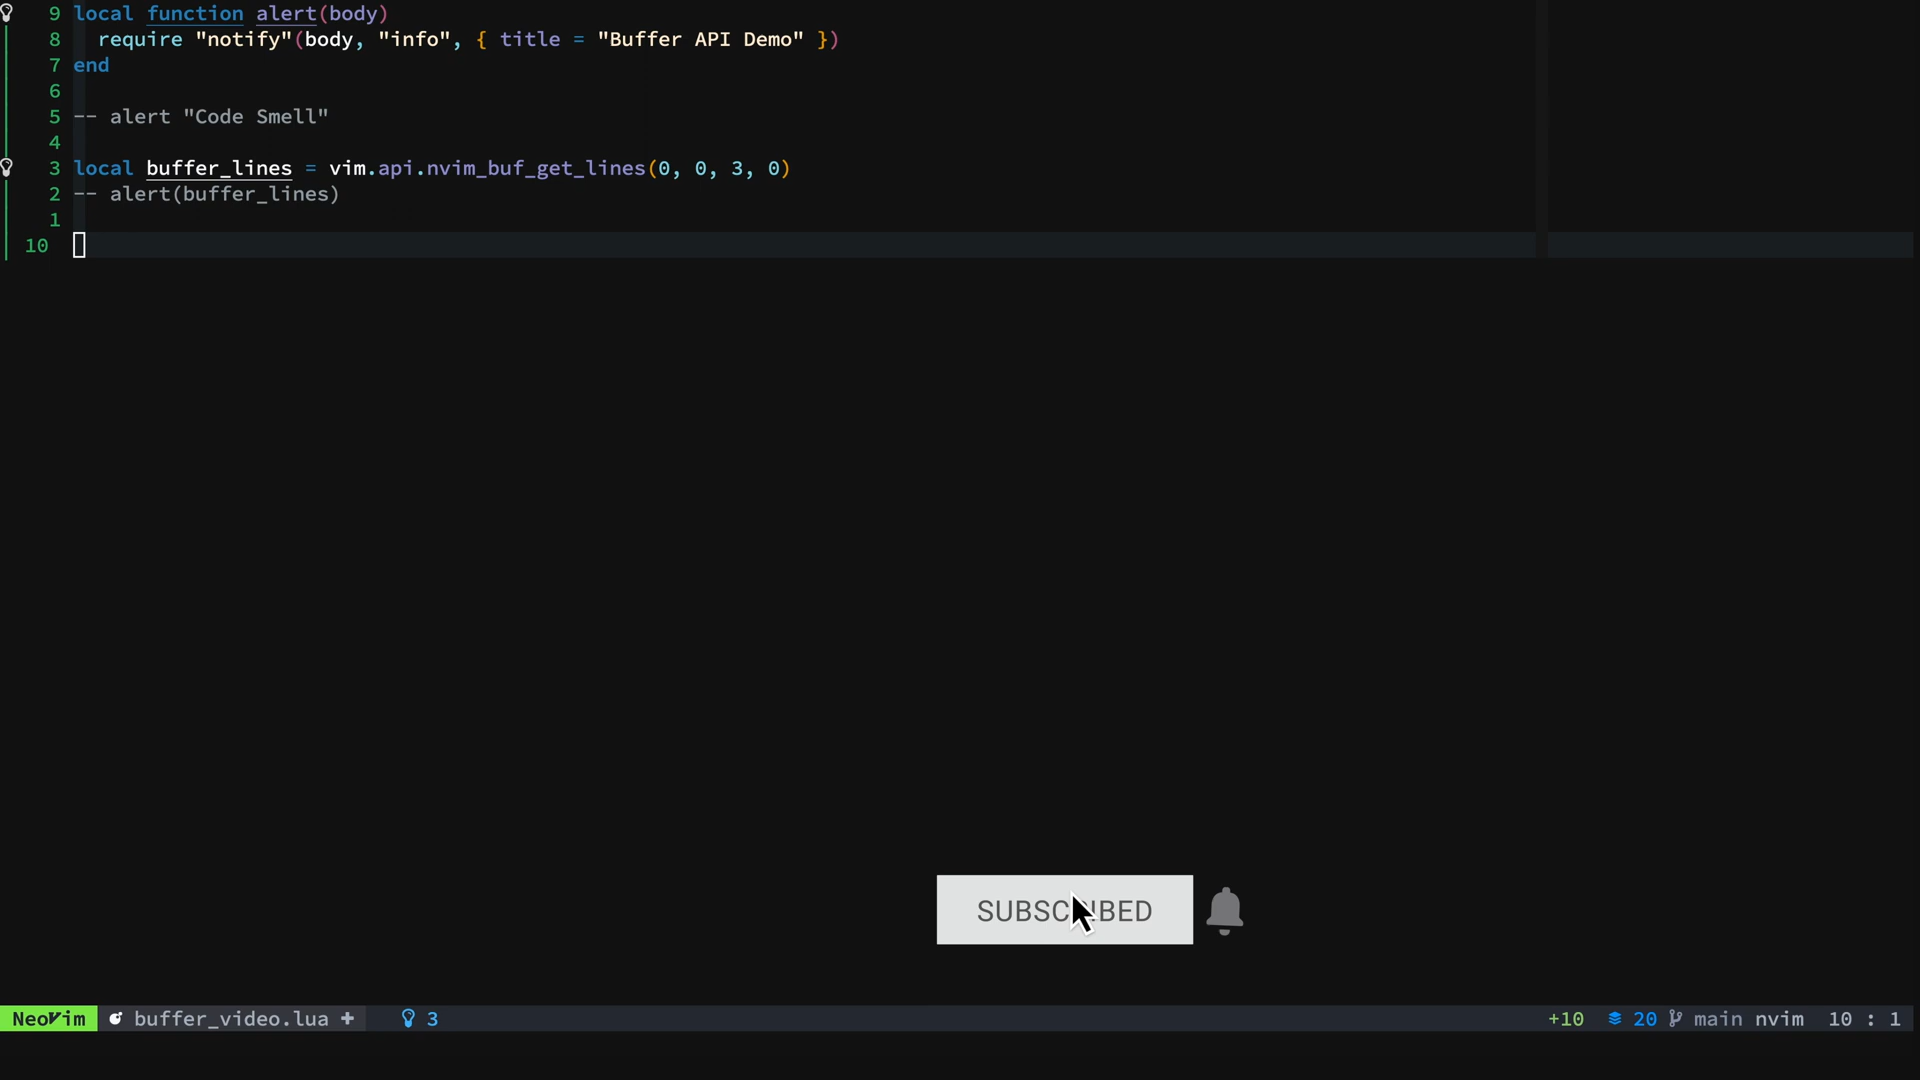 9 local function alert(body)
8 require "notify"(body, "info", { title = "Buffer API Demo" })
7 end
6
5 -- alert "Code Smell"
4
3 local buffer_lines = vim.api.nvim_buf_get_lines(0, 0, 3, 0)
2 -- alert(buffer_lines)
1
10
SUBSCRIBED
NeoVim buffer_video.lua + 3 +10 20 main nvim 10 : 1